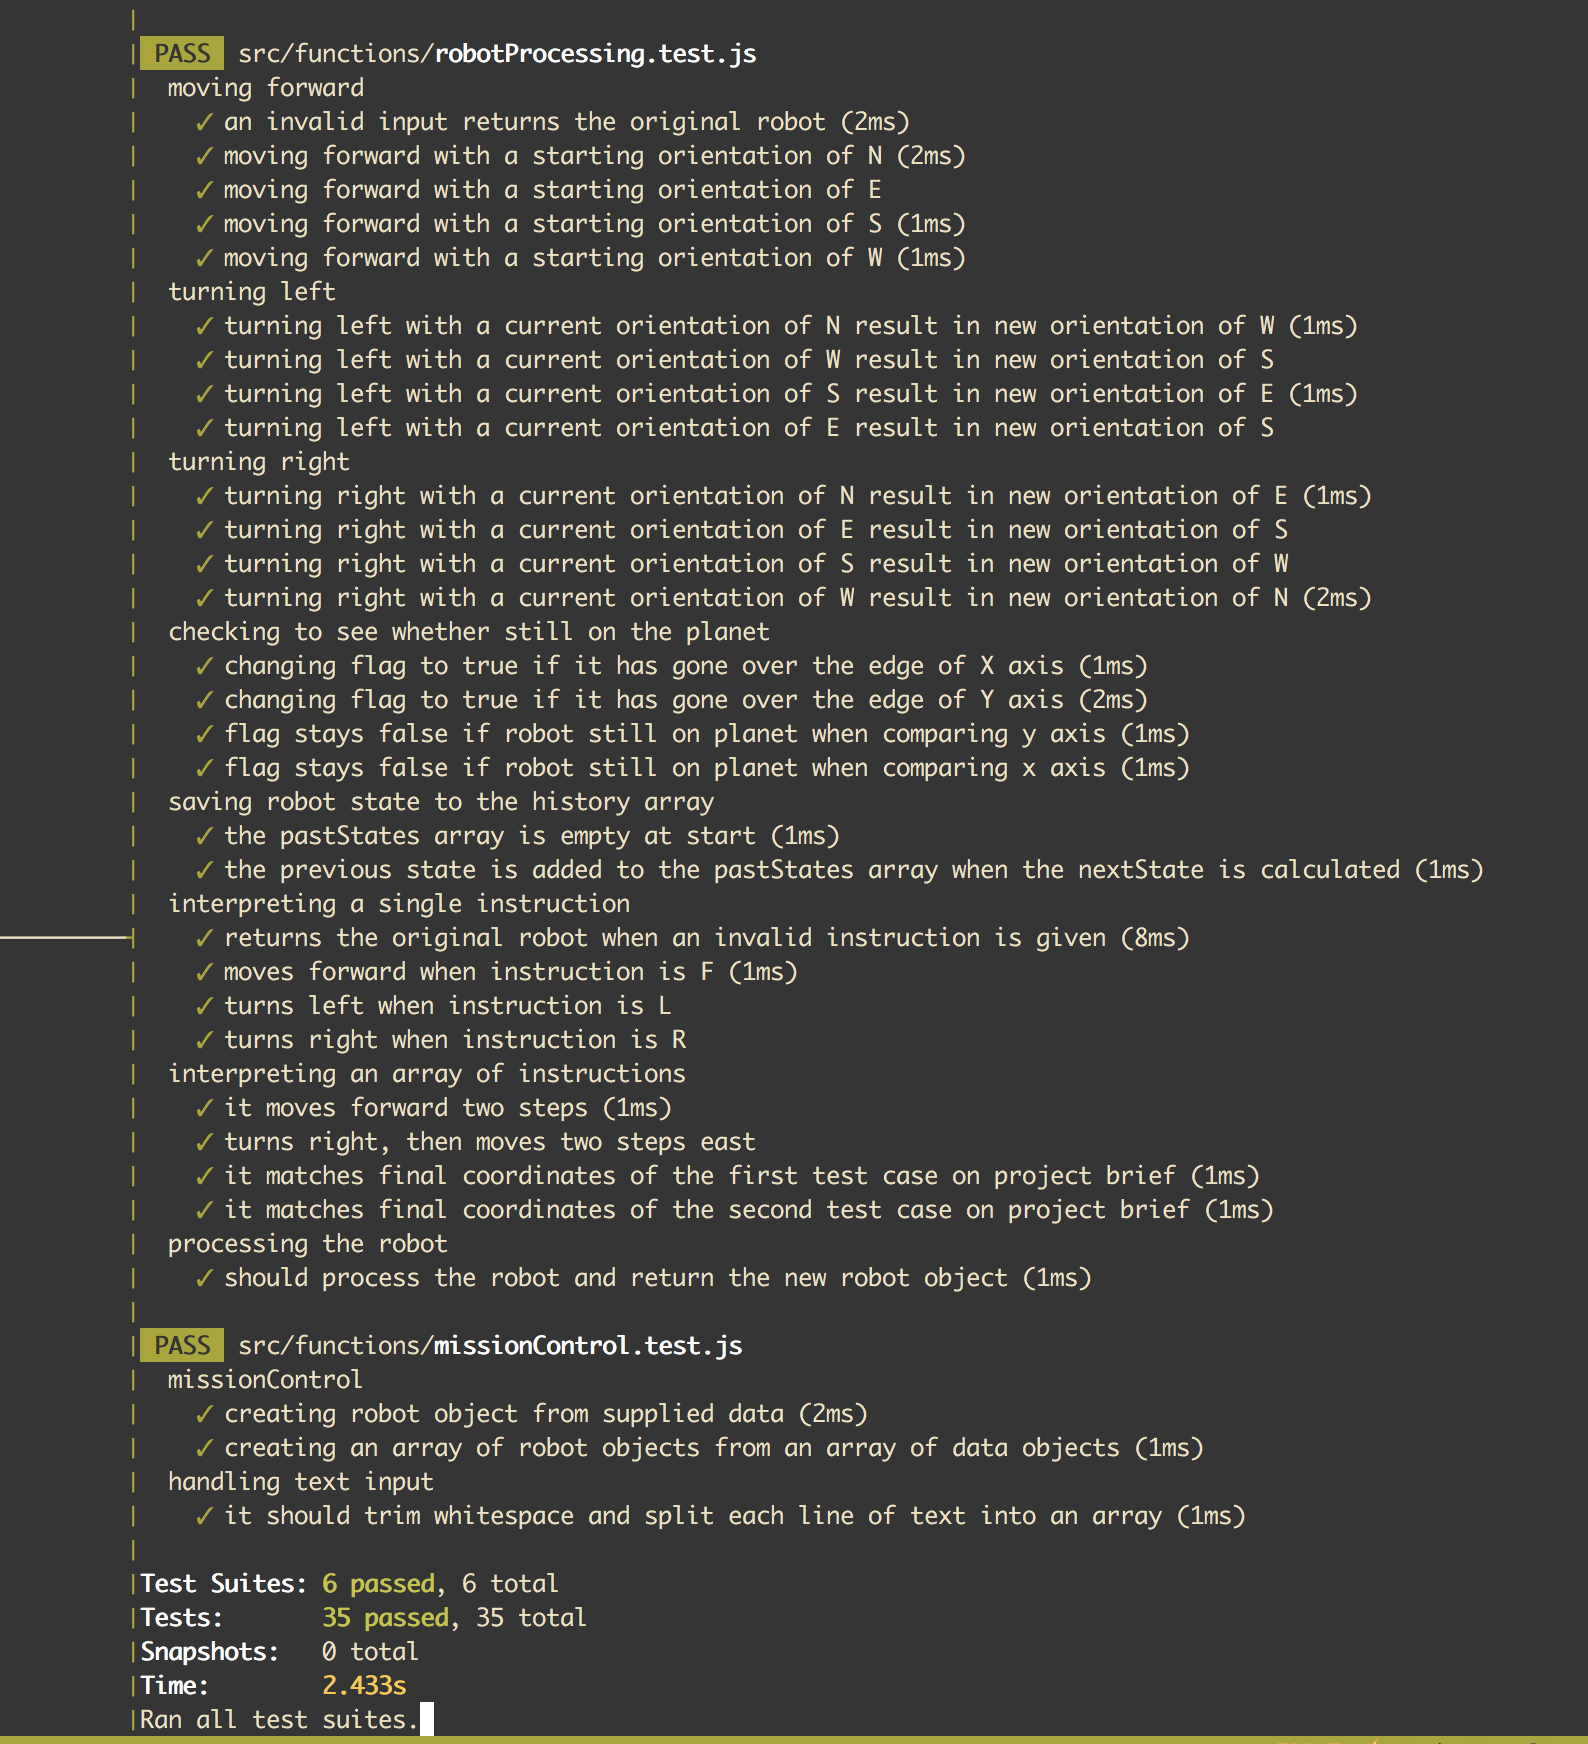 PASS src/functions/robotProcessing.test.js
moving forward
✓ an invalid input returns the original robot (2ms)
✓ moving forward with a starting orientation of N (2ms)
✓ moving forward with a starting orientation of E
✓ moving forward with a starting orientation of S (1ms)
✓ moving forward with a starting orientation of W (1ms)
turning left
✓ turning left with a current orientation of N result in new orientation of W (1ms)
✓ turning left with a current orientation of W result in new orientation of S
✓ turning left with a current orientation of S result in new orientation of E (1ms)
✓ turning left with a current orientation of E result in new orientation of S
turning right
✓ turning right with a current orientation of N result in new orientation of E (1ms)
✓ turning right with a current orientation of E result in new orientation of S
✓ turning right with a current orientation of S result in new orientation of W
✓ turning right with a current orientation of W result in new orientation of N (2ms)
checking to see whether still on the planet
✓ changing flag to true if it has gone over the edge of X axis (1ms)
✓ changing flag to true if it has gone over the edge of Y axis (2ms)
✓ flag stays false if robot still on planet when comparing y axis (1ms)
✓ flag stays false if robot still on planet when comparing x axis (1ms)
saving robot state to the history array
✓ the pastStates array is empty at start (1ms)
✓ the previous state is added to the pastStates array when the nextState is calculated (1ms)
interpreting a single instruction
✓ returns the original robot when an invalid instruction is given (8ms)
✓ moves forward when instruction is F (1ms)
✓ turns left when instruction is L
✓ turns right when instruction is R
interpreting an array of instructions
✓ it moves forward two steps (1ms)
✓ turns right, then moves two steps east
✓ it matches final coordinates of the first test case on project brief (1ms)
✓ it matches final coordinates of the second test case on project brief (1ms)
processing the robot
✓ should process the robot and return the new robot object (1ms)
PASS src/functions/missionControl.test.js
missionControl
✓ creating robot object from supplied data (2ms)
✓ creating an array of robot objects from an array of data objects (1ms)
handling text input
✓ it should trim whitespace and split each line of text into an array (1ms)
Test Suites: 6 passed, 6 total
Tests: 35 passed, 35 total
Snapshots: 0 total
Time: 2.433s
Ran all test suites.